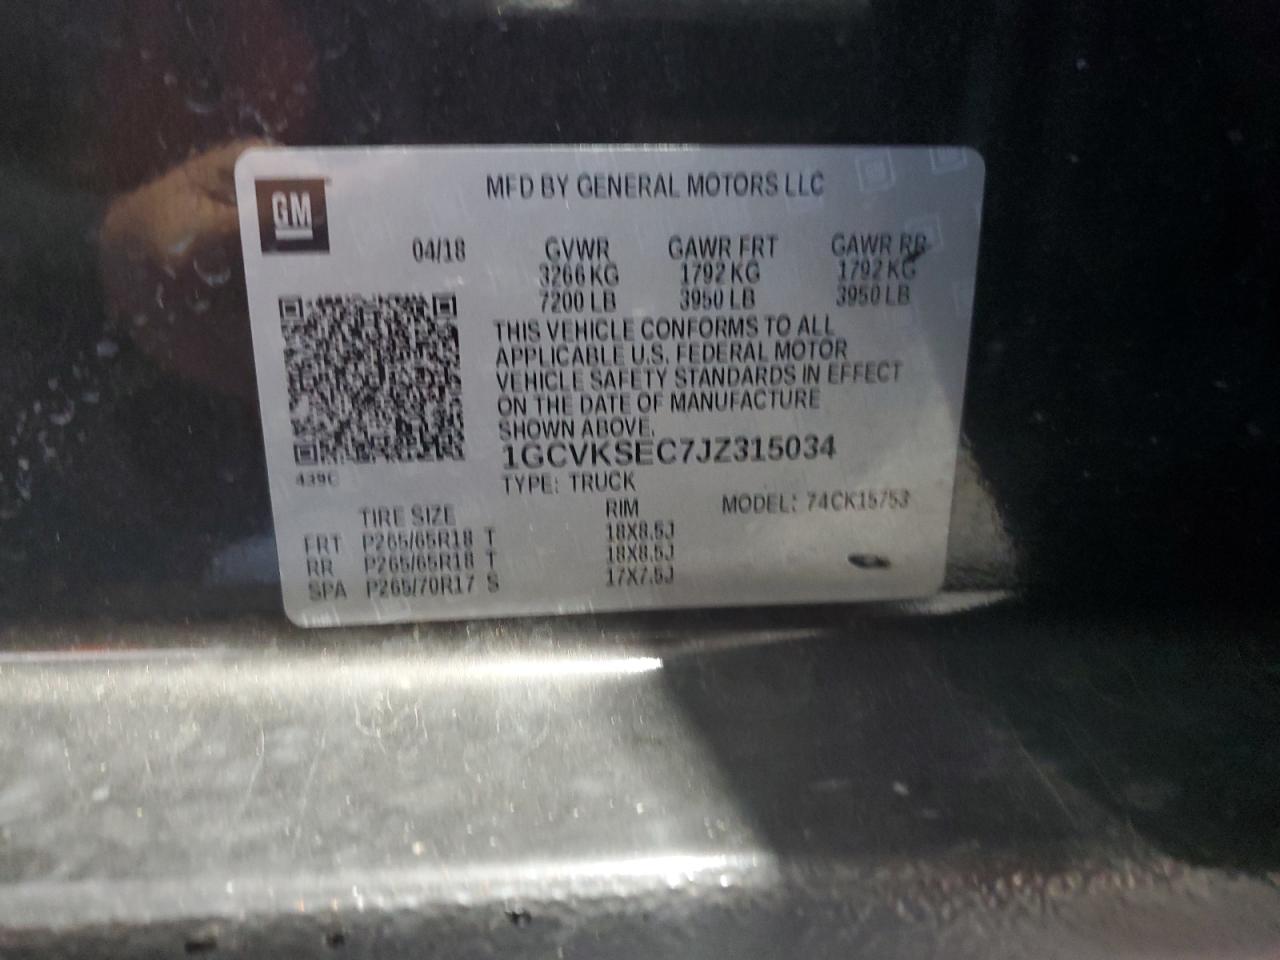 MFD BY GENERAL MOTORS LLC
GM
04/18 GVWR GAWR FRT GAWR RR
3266 KG 1792 KG 1792 KG
7200 LB 3950 LB 3950 LB
THIS VEHICLE CONFORMS TO ALL
APPLICABLE U.S. FEDERAL MOTOR
VEHICLE SAFETY STANDARDS IN EFFECT
ON THE DATE OF MANUFACTURE
SHOWN ABOVE.
1GCVKSEC7JZ315034
439C
TYPE: TRUCK
TIRE SIZE RIM MODEL: 74CK15753
FRT P265/65R18 T 18X8.5J
RR P265/65R18 T 18X8.5J
SPA P265/70R17 S 17X7.5J